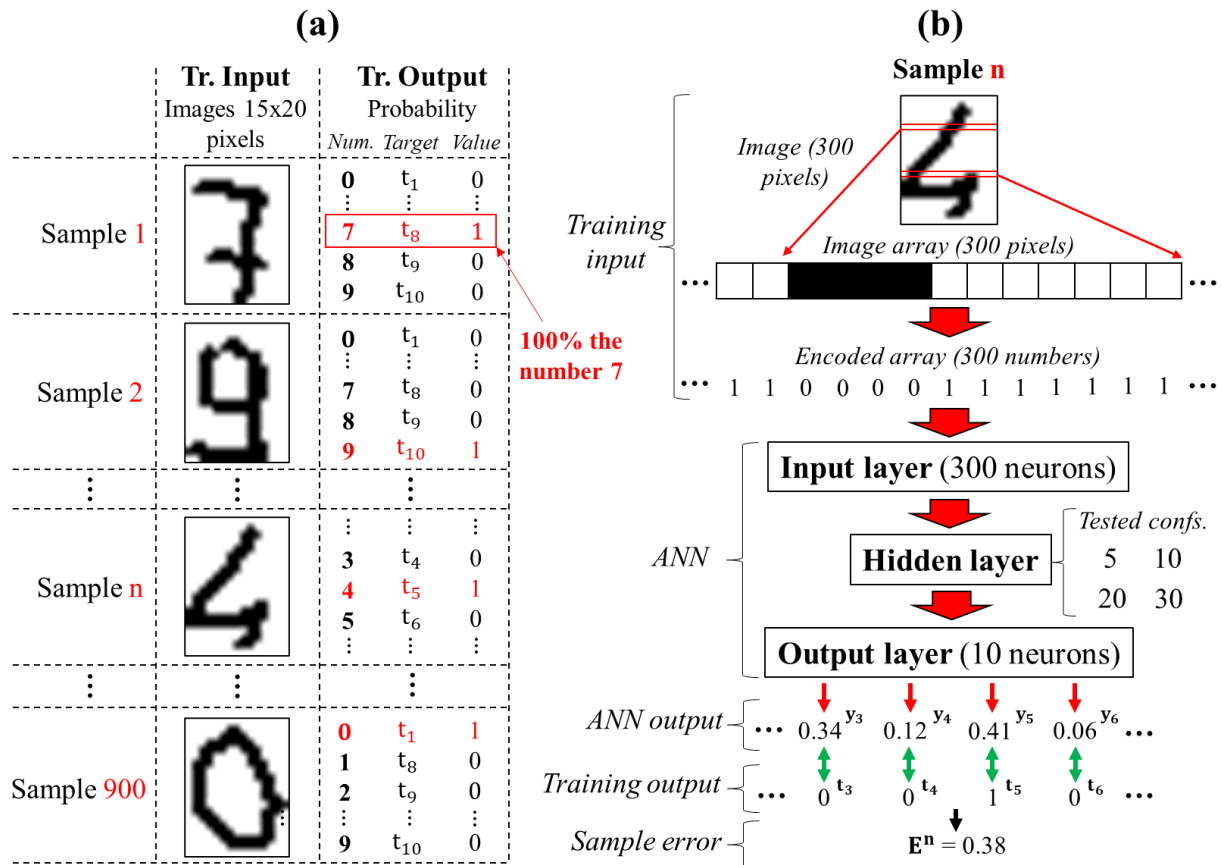 (a)
Tr. Input
Images 15x20
pixels
Tr. Output
Probability
Num. Target Value
Sample 1
0 t₁ 0
⋮ ⋮ ⋮
7 t₈ 1
8 t₉ 0
9 t₁₀ 0
100% the
number 7
Sample 2
0 t₁ 0
⋮ ⋮ ⋮
7 t₈ 0
8 t₉ 0
9 t₁₀ 1
⋮ ⋮ ⋮
Sample n
⋮ ⋮ ⋮
3 t₄ 0
4 t₅ 1
5 t₆ 0
⋮ ⋮ ⋮
⋮ ⋮ ⋮
Sample 900
0 t₁ 1
1 t₈ 0
2 t₉ 0
⋮ ⋮ ⋮
9 t₁₀ 0
(b)
Sample n
Image (300
pixels)
Training
input
Image array (300 pixels)
... ...
Encoded array (300 numbers)
... 1 1 0 0 0 0 1 1 1 1 1 1 1 ...
ANN
Input layer (300 neurons)
Hidden layer
Tested confs.
5 10
20 30
Output layer (10 neurons)
ANN output
... 0.34 y₃ 0.12 y₄ 0.41 y₅ 0.06 y₆ ...
Training output
... 0 t₃ 0 t₄ 1 t₅ 0 t₆ ...
Sample error
Eⁿ = 0.38